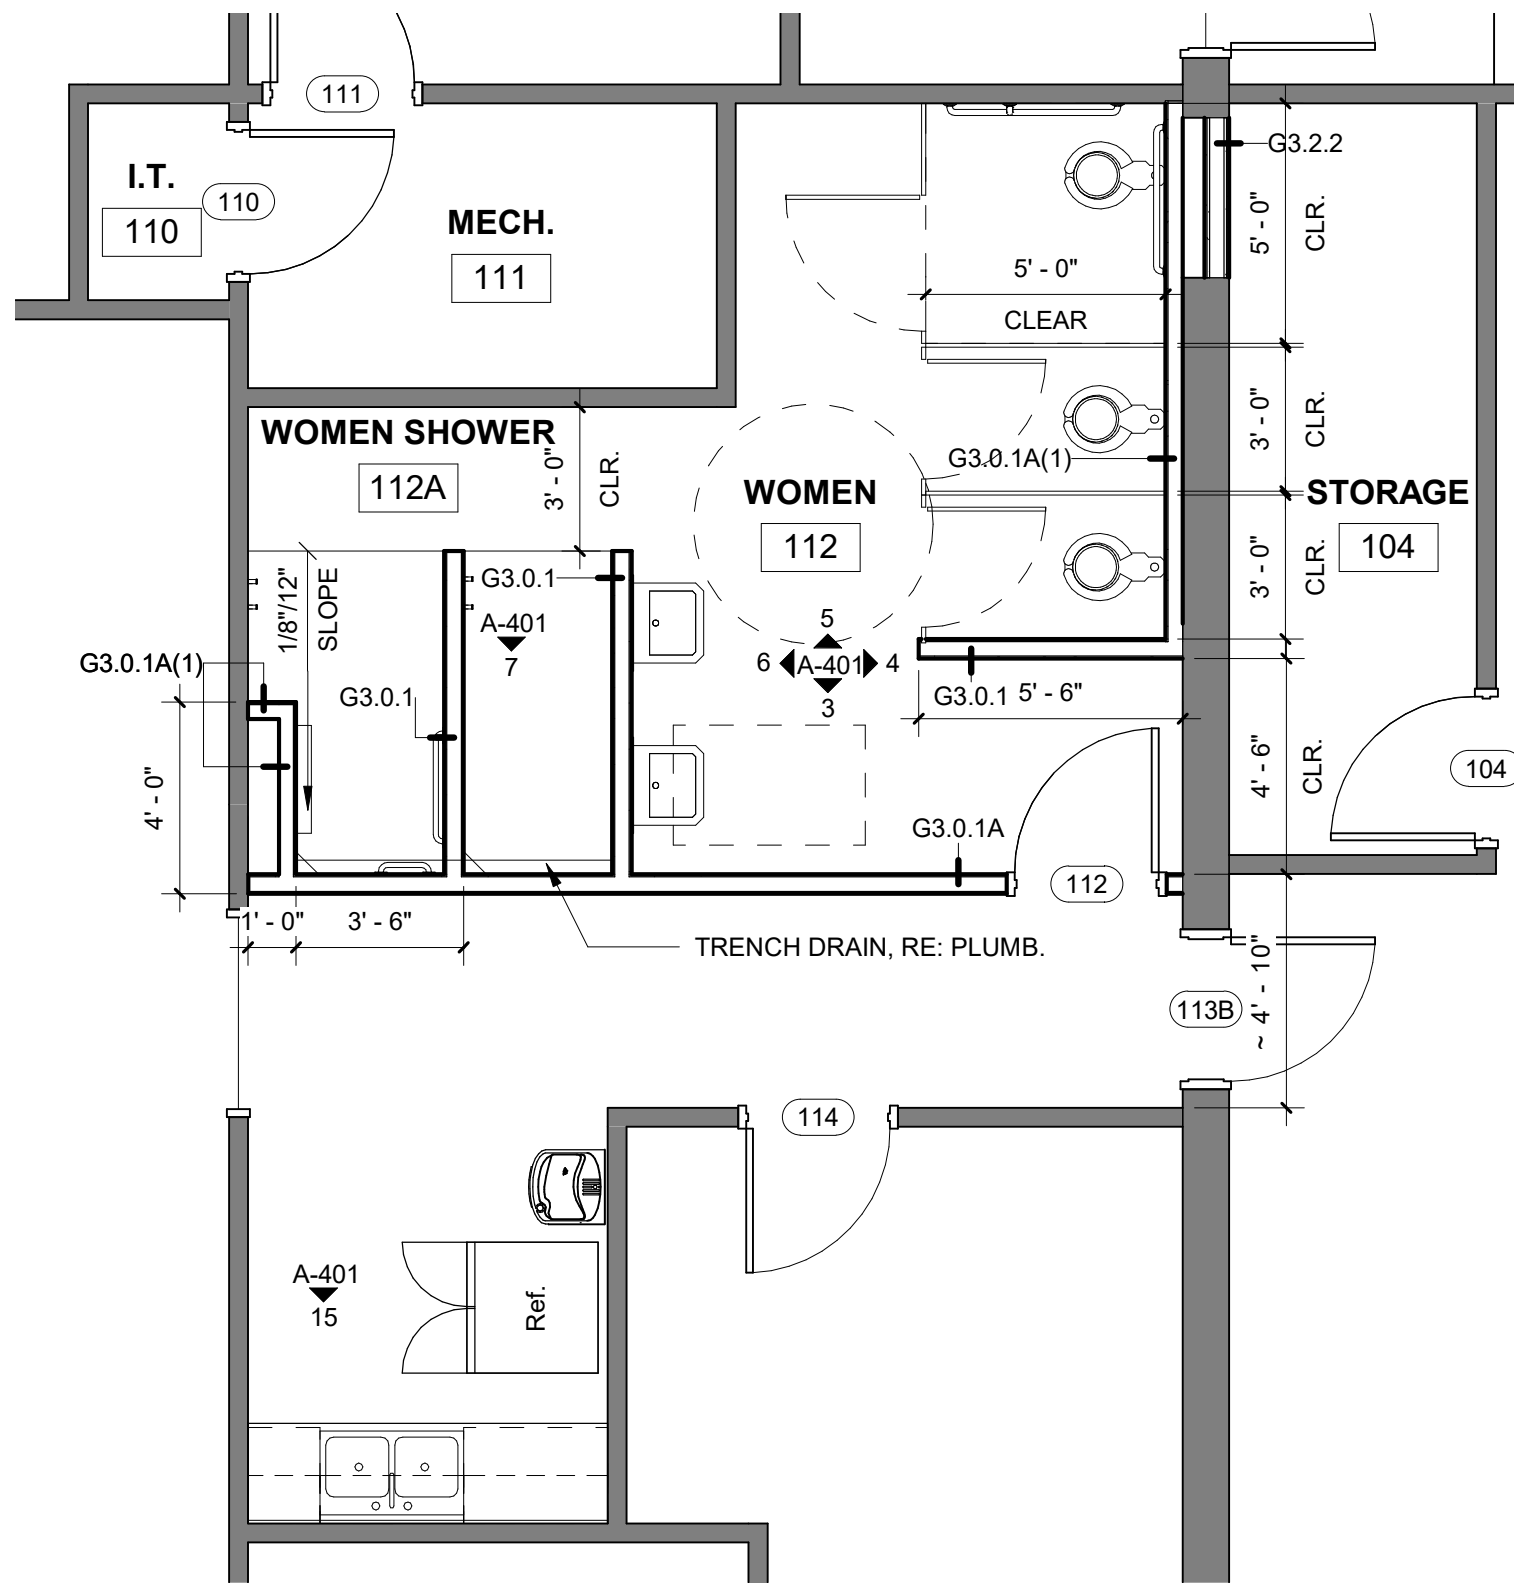 111
I.T.
110
110
MECH.
111
G3.2.2
5' - 0"
CLR.
5' - 0"
CLEAR
WOMEN SHOWER
112A
3' - 0"
CLR.
WOMEN
112
G3.0.1A(1)
3' - 0"
CLR.
STORAGE
104
3' - 0"
CLR.
1/8"/12"
SLOPE
G3.0.1
A-401
7
5
6
A-401
4
3
G3.0.1A(1)
G3.0.1
G3.0.1
5' - 6"
4' - 0"
4' - 6"
CLR.
104
G3.0.1A
112
1' - 0"
3' - 6"
TRENCH DRAIN, RE: PLUMB.
~ 4' - 10"
113B
114
A-401
15
Ref.